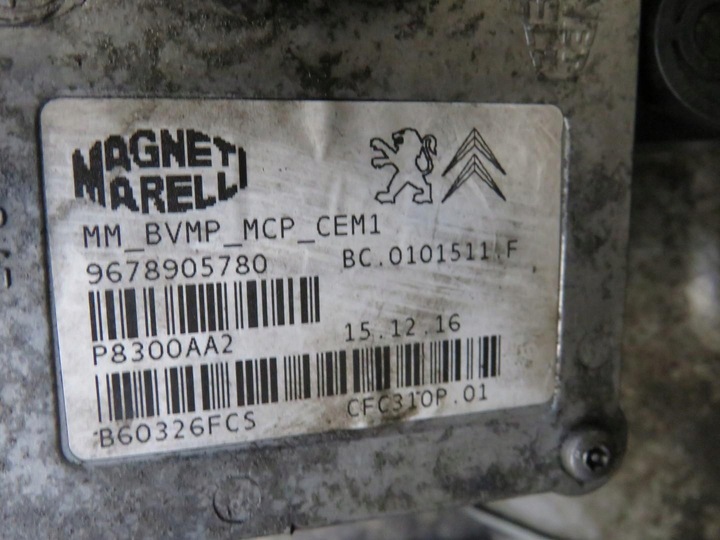 MAGNETI
MARELLI
MM_BVMP_MCP_CEM1
9678905780 BC.0101511.F
P8300AA2 15.12.16
B60326FCS CFC310P.01